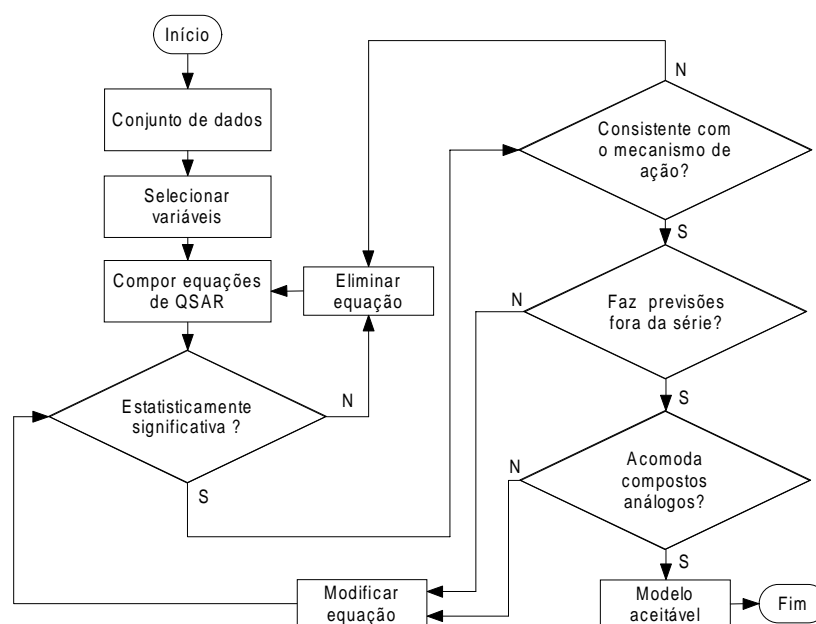 Início
Conjunto de dados
Selecionar
variáveis
Compor equações
de QSAR
Eliminar
equação
Estatisticamente
significativa ?
N
S
N
Consistente com
o mecanismo de
ação?
S
N
Faz previsões
fora da série?
S
N
Acomoda
compostos
análogos?
S
Modificar
equação
Modelo
aceitável
Fim